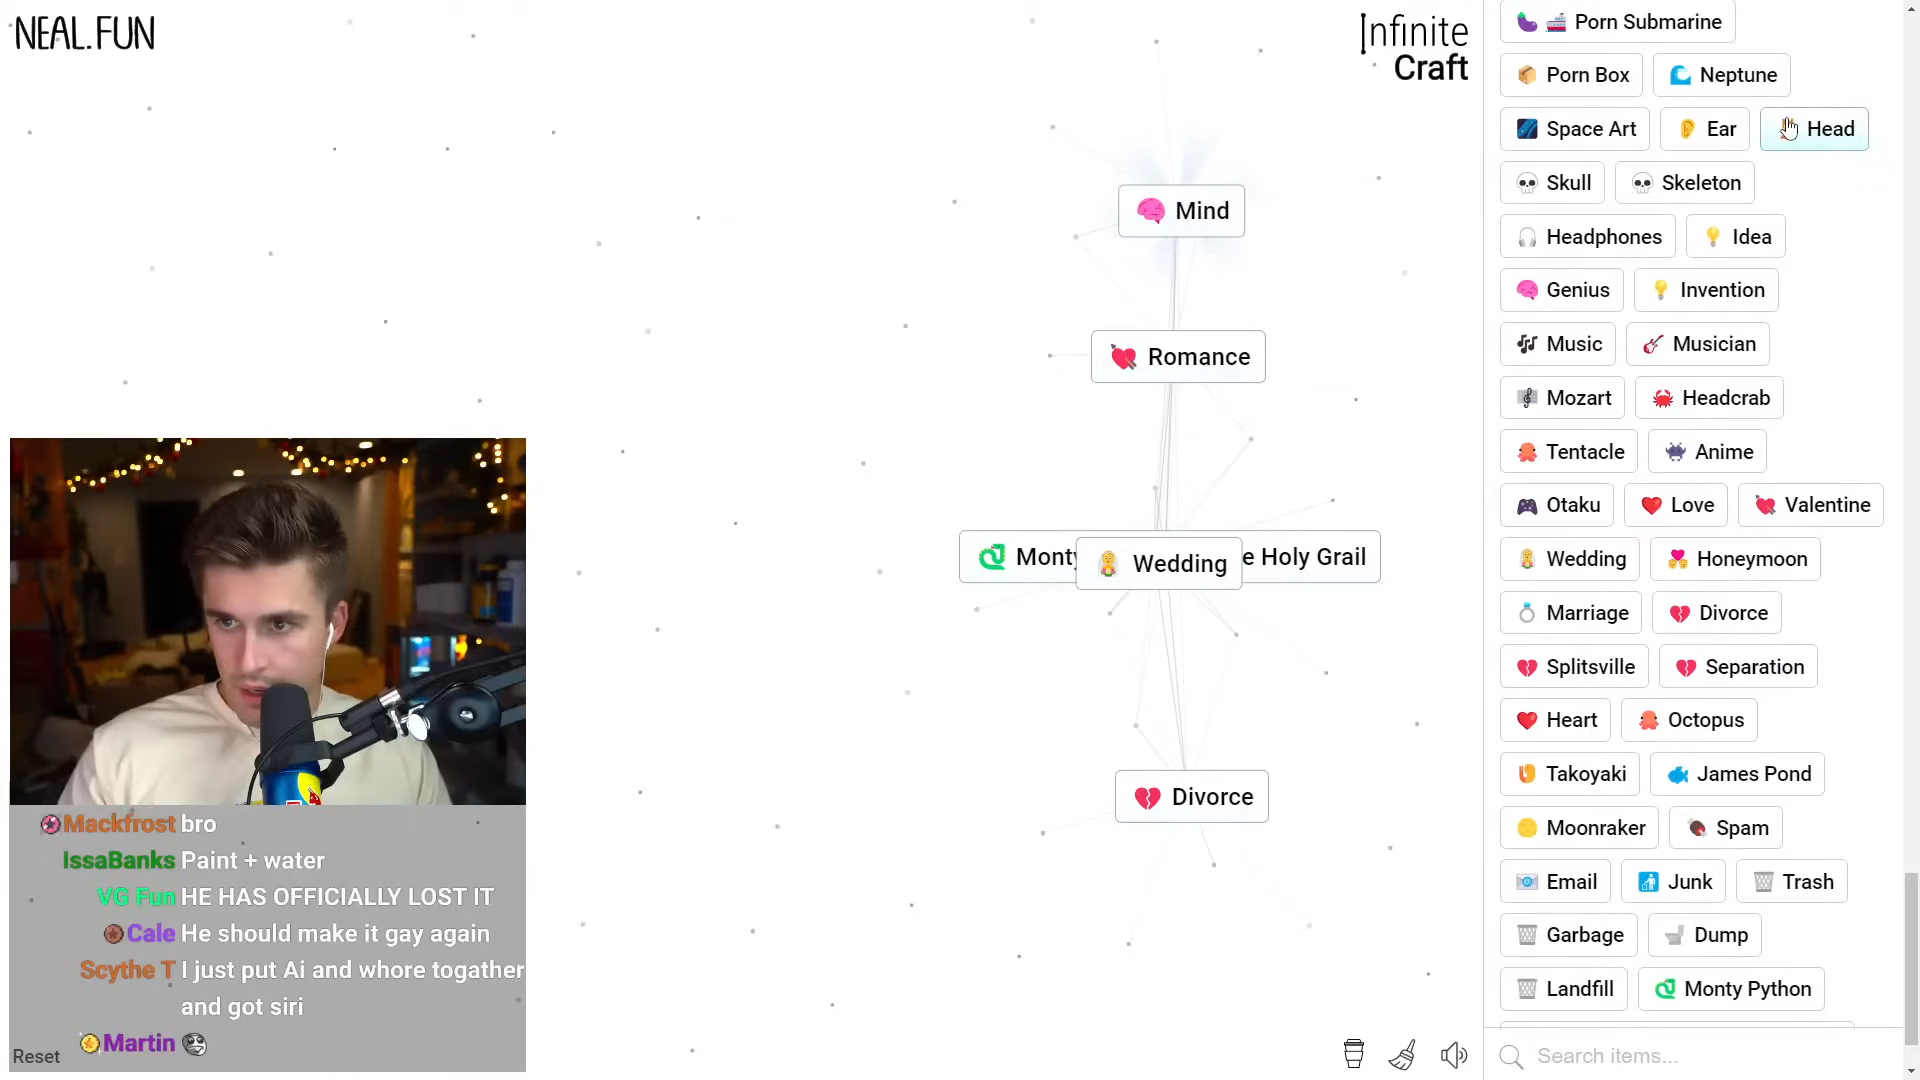 NEAL.FUN
Infinite
Craft
Mind
Romance
Monty
Wedding
e Holy Grail
Divorce
Mackfrost bro
IssaBanks Paint + water
VG Fun HE HAS OFFICIALLY LOST IT
Cale He should make it gay again
Scythe T I just put Ai and whore togather
and got siri
Martin
Reset
Porn Submarine
Porn Box Neptune
Space Art Ear Head
Skull Skeleton
Headphones Idea
Genius Invention
Music Musician
Mozart Headcrab
Tentacle Anime
Otaku Love Valentine
Wedding Honeymoon
Marriage Divorce
Splitsville Separation
Heart Octopus
Takoyaki James Pond
Moonraker Spam
Email Junk Trash
Garbage Dump
Landfill Monty Python
Search items...